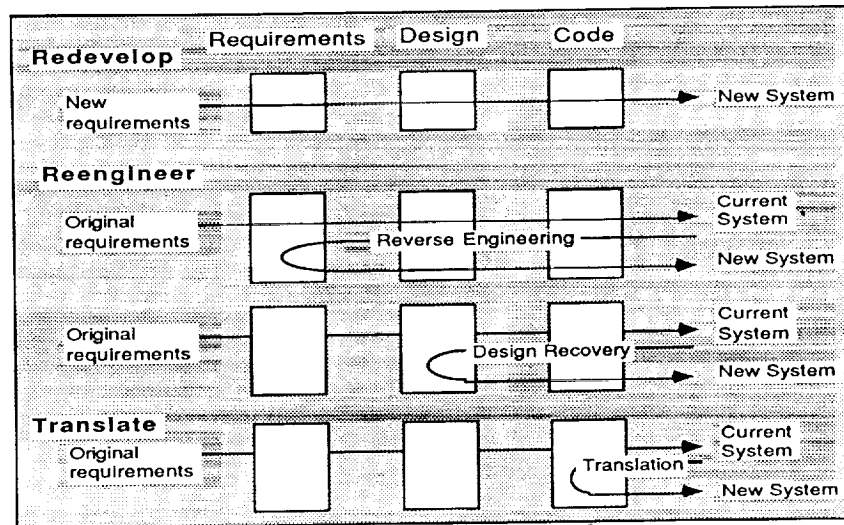 Requirements Design Code
Redevelop
New
requirements
New System
Reengineer
Original
requirements
Current
System
Reverse Engineering
New System
Original
requirements
Current
System
Design Recovery
New System
Translate
Original
requirements
Current
System
Translation
New System